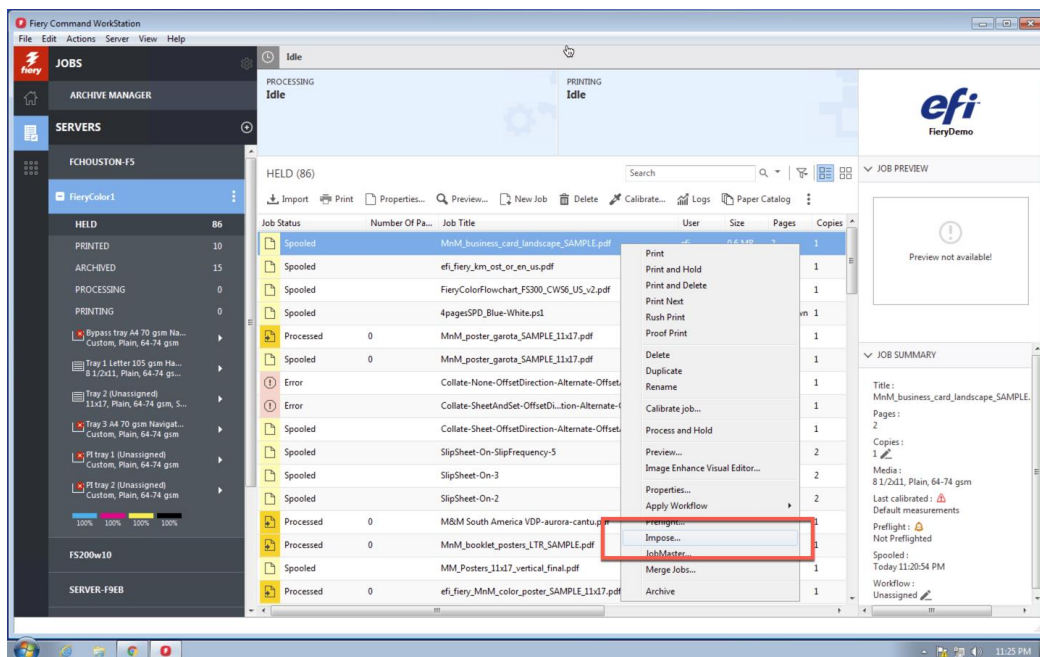 Fiery Command WorkStation
File Edit Actions Server View Help
fiery
JOBS
Idle
ARCHIVE MANAGER
SERVERS
FCHOUSTON-F5
FieryColor1
HELD 86
PRINTED 10
ARCHIVED 15
PROCESSING 0
PRINTING 0
Bypass tray A4 70 gsm Na...
Custom, Plain, 64-74 gsm
Tray 1 Letter 105 gsm Ha...
8 1/2x11, Plain, 64-74 gs...
Tray 2 (Unassigned)
11x17, Plain, 64-74 gsm, S...
Tray 3 A4 70 gsm Navigat...
Custom, Plain, 64-74 gsm
PI tray 1 (Unassigned)
Custom, Plain, 64-74 gsm
PI tray 2 (Unassigned)
Custom, Plain, 64-74 gsm
100% 100% 100% 100%
FS200w10
SERVER-F9EB
PROCESSING
Idle
PRINTING
Idle
HELD (86)
Search
Import Print Properties... Preview... New Job Delete Calibrate... Logs Paper Catalog
Job Status Number Of Pa... Job Title User Size Pages Copies
Spooled MnM_business_card_landscape_SAMPLE.pdf efi 0.6 MB 2 1
Spooled efi_fiery_km_ost_or_en_us.pdf 1
Spooled FieryColorFlowchart_FS300_CWS6_US_v2.pdf 1
Spooled 4pagesSPD_Blue-White.ps1 1
Processed 0 MnM_poster_garota_SAMPLE_11x17.pdf 1
Spooled 0 MnM_poster_garota_SAMPLE_11x17.pdf 1
Error Collate-None-OffsetDirection-Alternate-Offset 1
Error Collate-SheetAndSet-OffsetDi...tion-Alternate- 1
Spooled Collate-Sheet-OffsetDirection-Alternate-Offset 1
Spooled SlipSheet-On-SlipFrequency-5 2
Spooled SlipSheet-On-3 2
Spooled SlipSheet-On-2 2
Processed 0 M&M South America VDP-aurora-cantu.p 1
Processed 0 MnM_booklet_posters_LTR_SAMPLE.pdf 1
Spooled MM_Posters_11x17_vertical_final.pdf 1
Processed 0 efi_fiery_MnM_color_poster_SAMPLE_11x17.pdf 1
Print
Print and Hold
Print and Delete
Print Next
Rush Print
Proof Print
Delete
Duplicate
Rename
Calibrate job...
Process and Hold
Preview...
Image Enhance Visual Editor...
Properties...
Apply Workflow
Preflight...
Impose...
JobMaster...
Merge Jobs...
Archive
efi
FieryDemo
JOB PREVIEW
Preview not available!
JOB SUMMARY
Title :
MnM_business_card_landscape_SAMPLE.
Pages :
2
Copies :
1
Media :
8 1/2x11, Plain, 64-74 gsm
Last calibrated :
Default measurements
Preflight :
Not Preflighted
Spooled :
Today 11:20:54 PM
Workflow :
Unassigned
11:25 PM